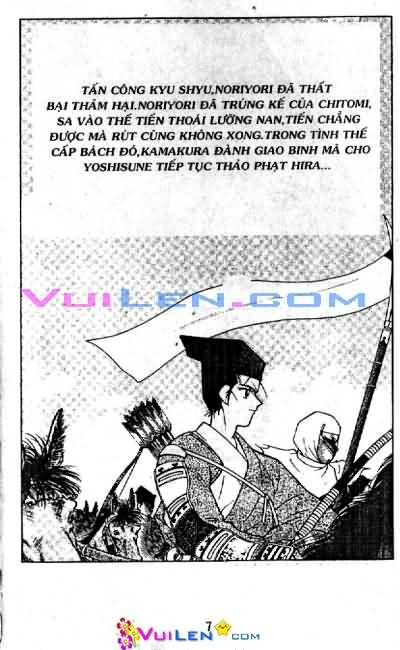 TẤN CÔNG KYU SHYU,NORIYORI ĐÃ THẤT
BẠI THẢM HẠI.NORIYORI ĐÃ TRÚNG KẾ CỦA CHITOMI,
SA VÀO THẾ TIẾN THOÁI LƯỠNG NAN,TIẾN CHẲNG
ĐƯỢC MÀ RÚT CŨNG KHÔNG XONG.TRONG TÌNH THẾ
CẤP BÁCH ĐÓ,KAMAKURA ĐÀNH GIAO BINH MÃ CHO
YOSHISUNE TIẾP TỤC THẢO PHẠT HIRA...
VUILEN.COM
7
VUILEN.COM